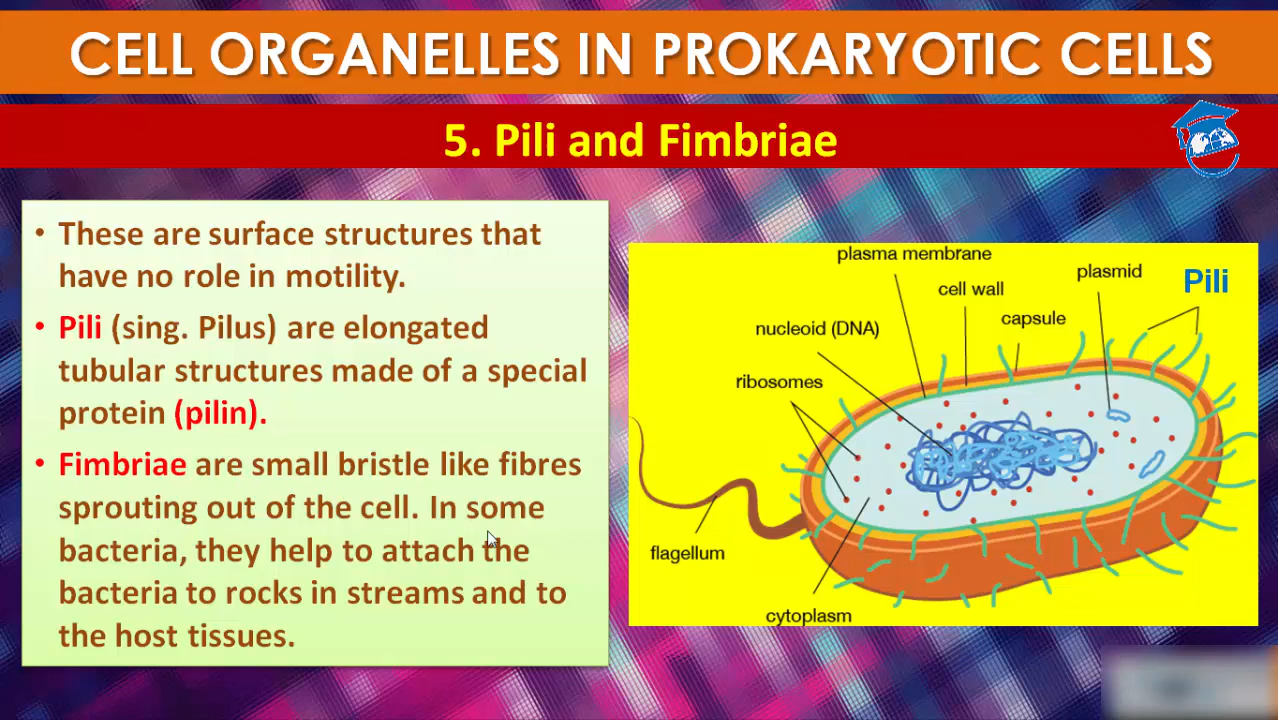 CELL ORGANELLES IN PROKARYOTIC CELLS
5. Pili and Fimbriae
• These are surface structures that
have no role in motility.
• Pili (sing. Pilus) are elongated
tubular structures made of a special
protein (pilin).
• Fimbriae are small bristle like fibres
sprouting out of the cell. In some
bacteria, they help to attach the
bacteria to rocks in streams and to
the host tissues.
plasma membrane
plasmid
Pili
cell wall
capsule
nucleoid (DNA)
ribosomes
flagellum
cytoplasm